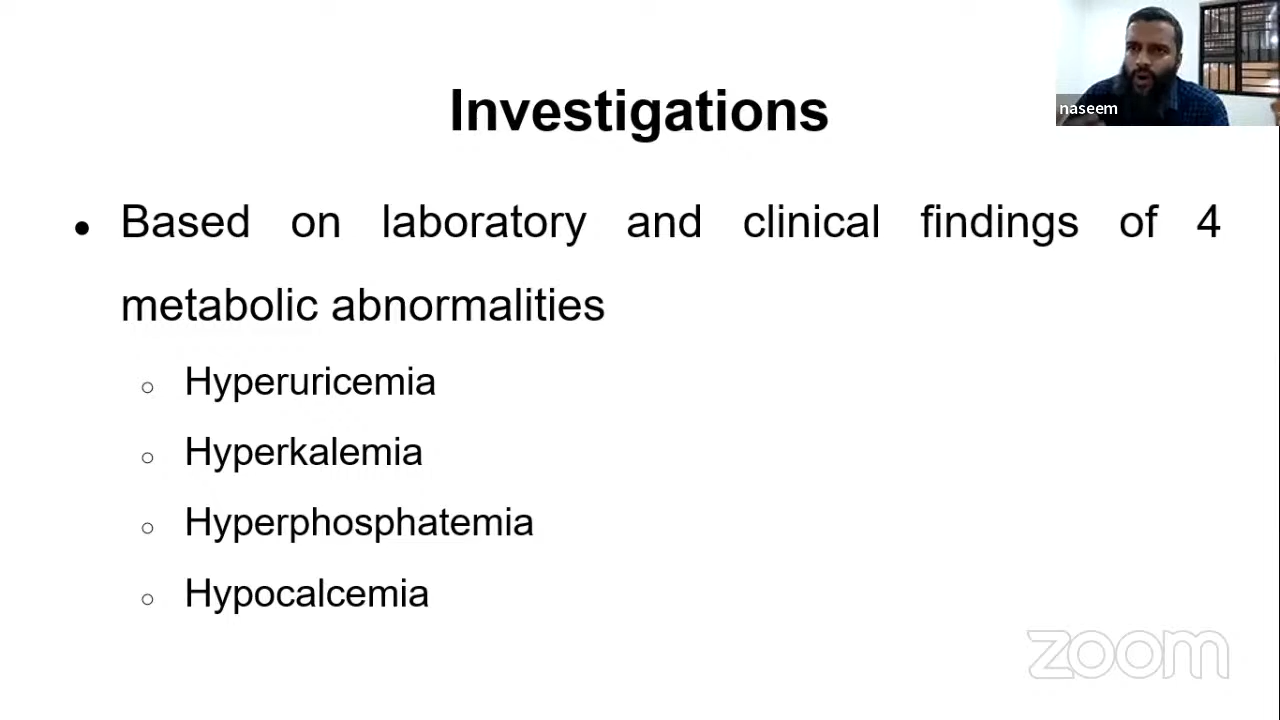 Investigations
naseem
● Based on laboratory and clinical findings of 4
metabolic abnormalities
○ Hyperuricemia
○ Hyperkalemia
○ Hyperphosphatemia
○ Hypocalcemia
zoom